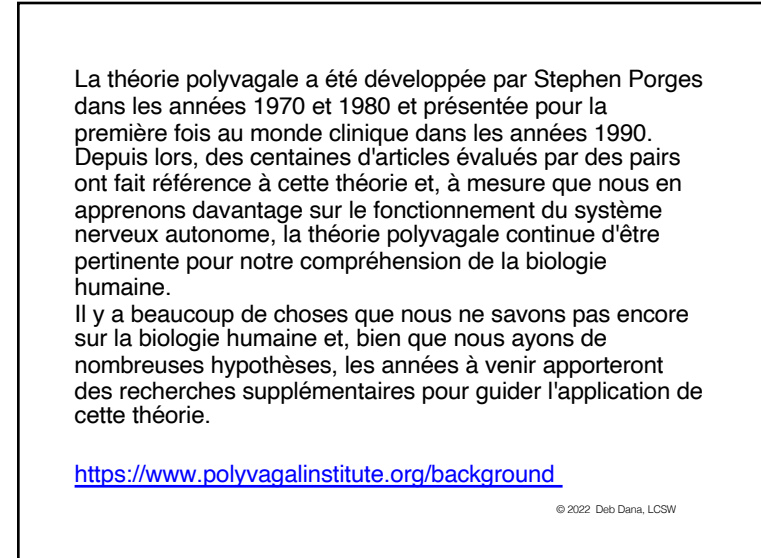 La théorie polyvagale a été développée par Stephen Porges
dans les années 1970 et 1980 et présentée pour la
première fois au monde clinique dans les années 1990.
Depuis lors, des centaines d'articles évalués par des pairs
ont fait référence à cette théorie et, à mesure que nous en
apprenons davantage sur le fonctionnement du système
nerveux autonome, la théorie polyvagale continue d'être
pertinente pour notre compréhension de la biologie
humaine.
Il y a beaucoup de choses que nous ne savons pas encore
sur la biologie humaine et, bien que nous ayons de
nombreuses hypothèses, les années à venir apporteront
des recherches supplémentaires pour guider l'application de
cette théorie.
https://www.polyvagalinstitute.org/background
© 2022 Deb Dana, LCSW